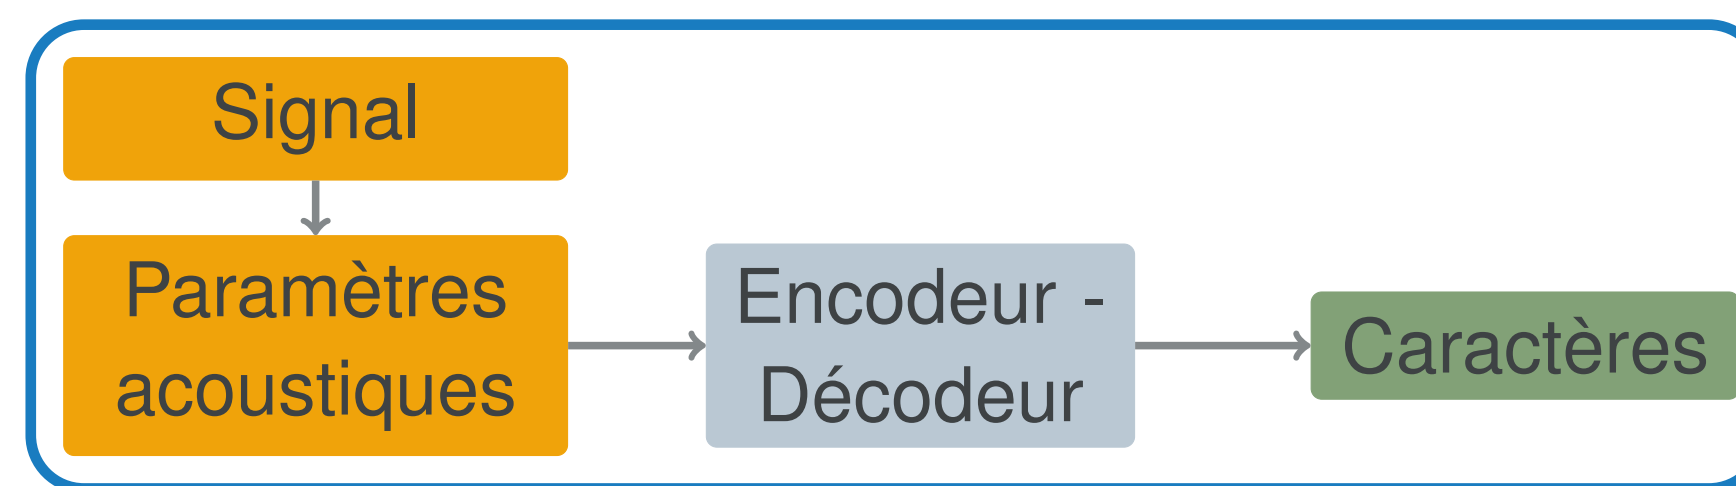 Signal
Paramètres
acoustiques
Encodeur -
Décodeur
Caractères